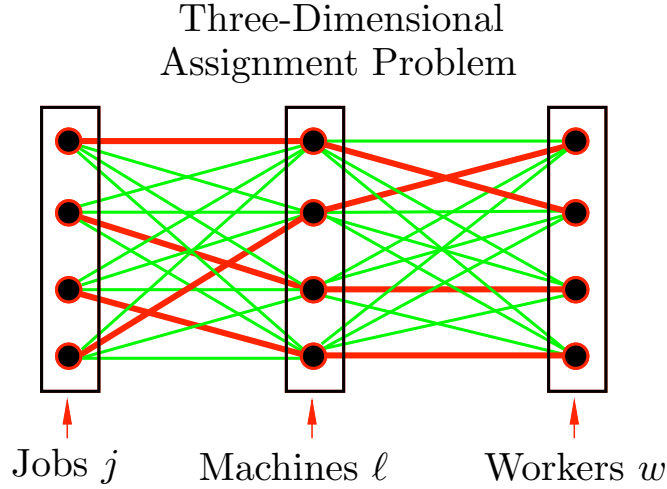 Three-Dimensional
Assignment Problem
Jobs j
Machines ℓ
Workers w